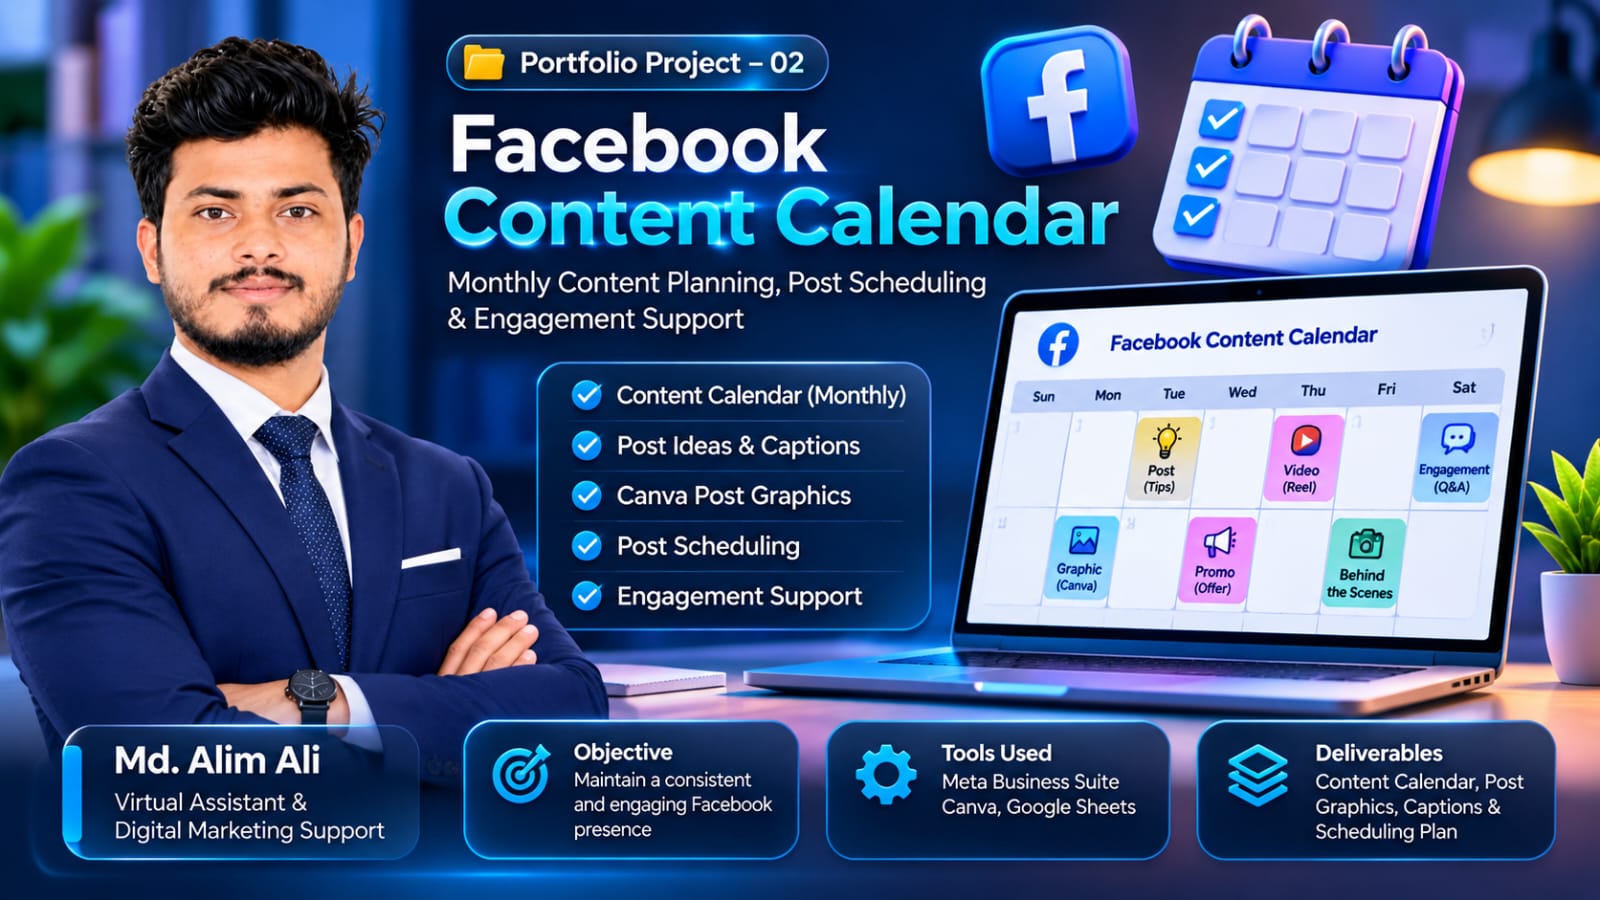 Portfolio Project – 02
Facebook
Content Calendar
Monthly Content Planning, Post Scheduling
& Engagement Support
Content Calendar (Monthly)
Post Ideas & Captions
Canva Post Graphics
Post Scheduling
Engagement Support
Facebook Content Calendar
Sun Mon Tue Wed Thu Fri Sat
Post
(Tips)
Video
(Reel)
Engagement
(Q&A)
Graphic
(Canva)
Promo
(Offer)
Behind
the Scenes
Md. Alim Ali
Virtual Assistant &
Digital Marketing Support
Objective
Maintain a consistent
and engaging Facebook
presence
Tools Used
Meta Business Suite
Canva, Google Sheets
Deliverables
Content Calendar, Post
Graphics, Captions &
Scheduling Plan